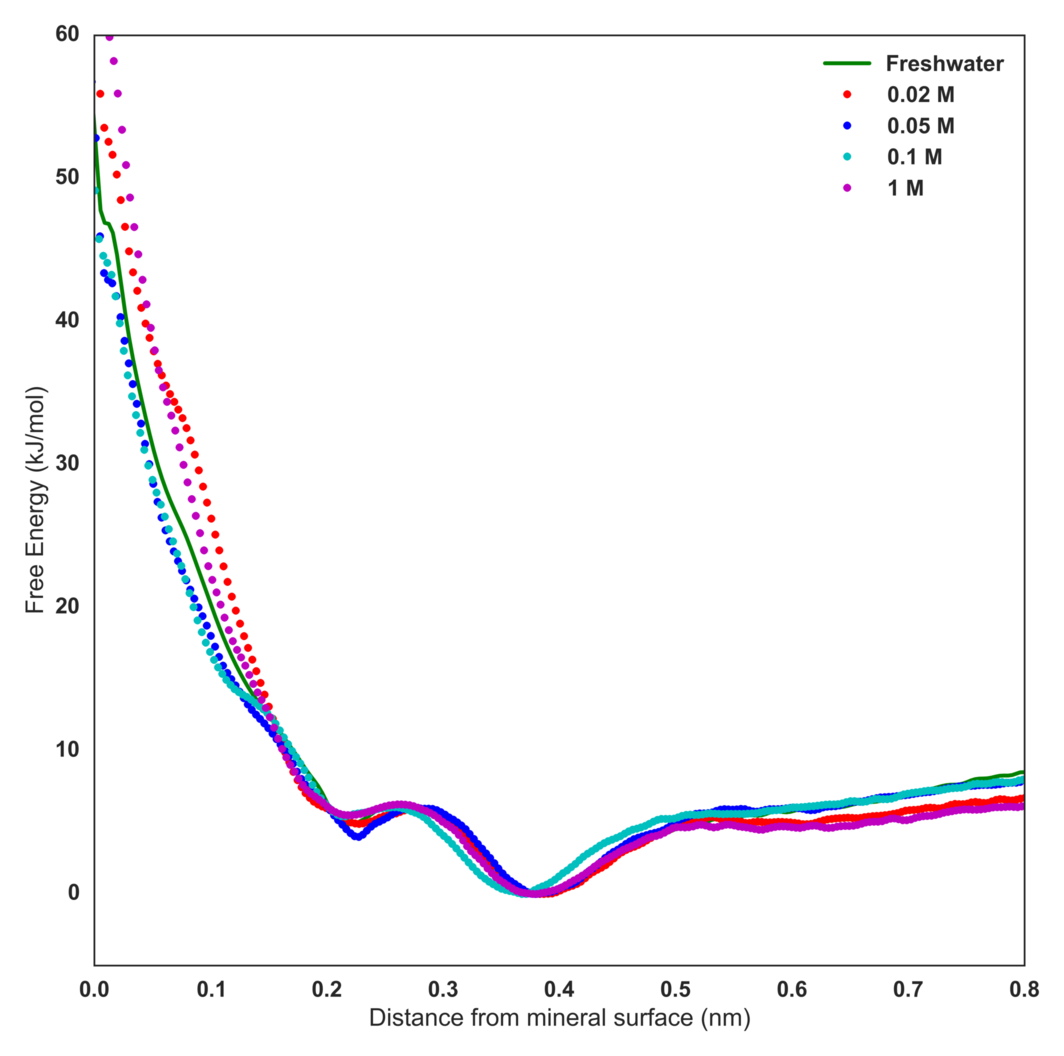 60
50
40
30
20
10
0
Free Energy (kJ/mol)
Freshwater
0.02 M
0.05 M
0.1 M
1 M
0.0 0.1 0.2 0.3 0.4 0.5 0.6 0.7 0.8
Distance from mineral surface (nm)